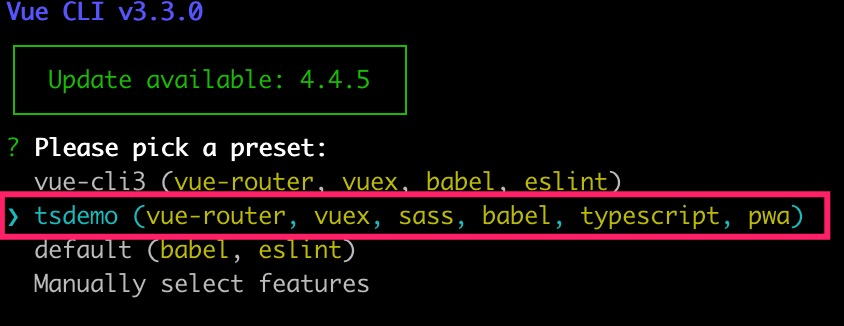 Vue CLI v3.3.0
Update available: 4.4.5
? Please pick a preset:
vue-cli3 (vue-router, vuex, babel, eslint)
❯ tsdemo (vue-router, vuex, sass, babel, typescript, pwa)
default (babel, eslint)
Manually select features